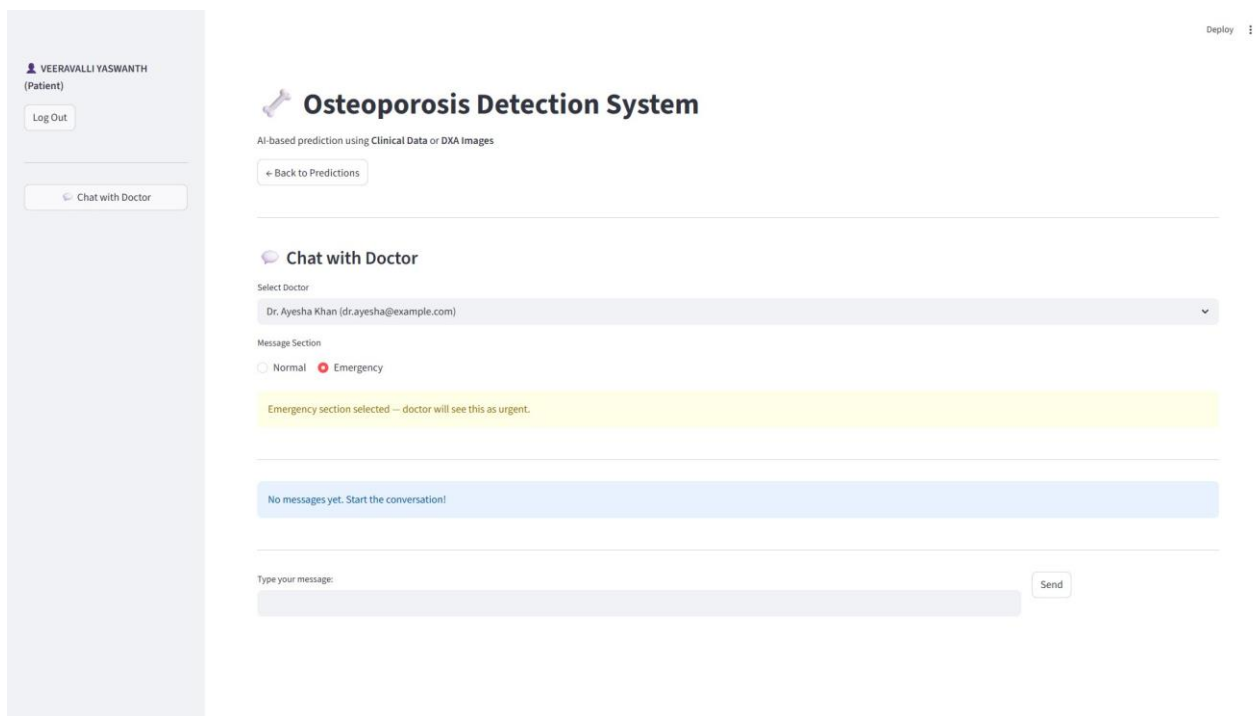 Deploy
VEERAVALLI YASWANTH
(Patient)
Log Out
Chat with Doctor
Osteoporosis Detection System
AI-based prediction using Clinical Data or DXA Images
← Back to Predictions
Chat with Doctor
Select Doctor
Dr. Ayesha Khan (dr.ayesha@example.com)
Message Section
Normal Emergency
Emergency section selected — doctor will see this as urgent.
No messages yet. Start the conversation!
Type your message:
Send